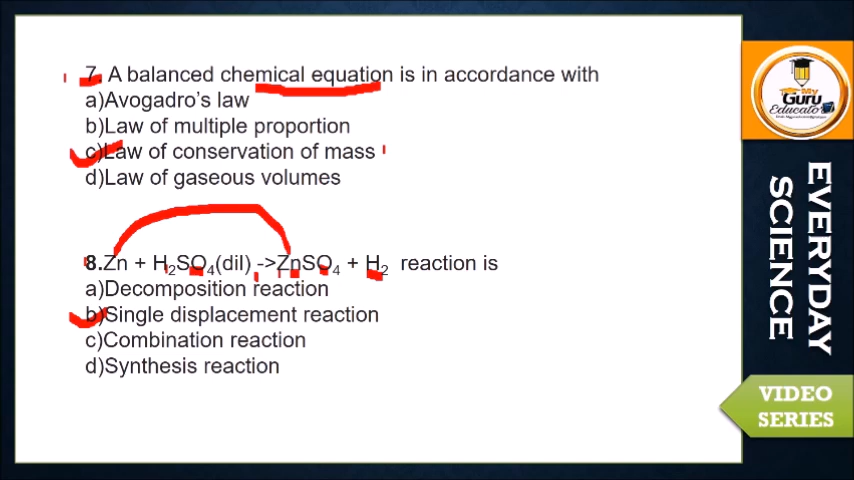 7. A balanced chemical equation is in accordance with
a)Avogadro's law
b)Law of multiple proportion
c)Law of conservation of mass
d)Law of gaseous volumes
8.Zn + H₂SO₄(dil) ->ZnSO₄ + H₂ reaction is
a)Decomposition reaction
b)Single displacement reaction
c)Combination reaction
d)Synthesis reaction
My
Guru
Educator
EVERYDAY
SCIENCE
VIDEO
SERIES